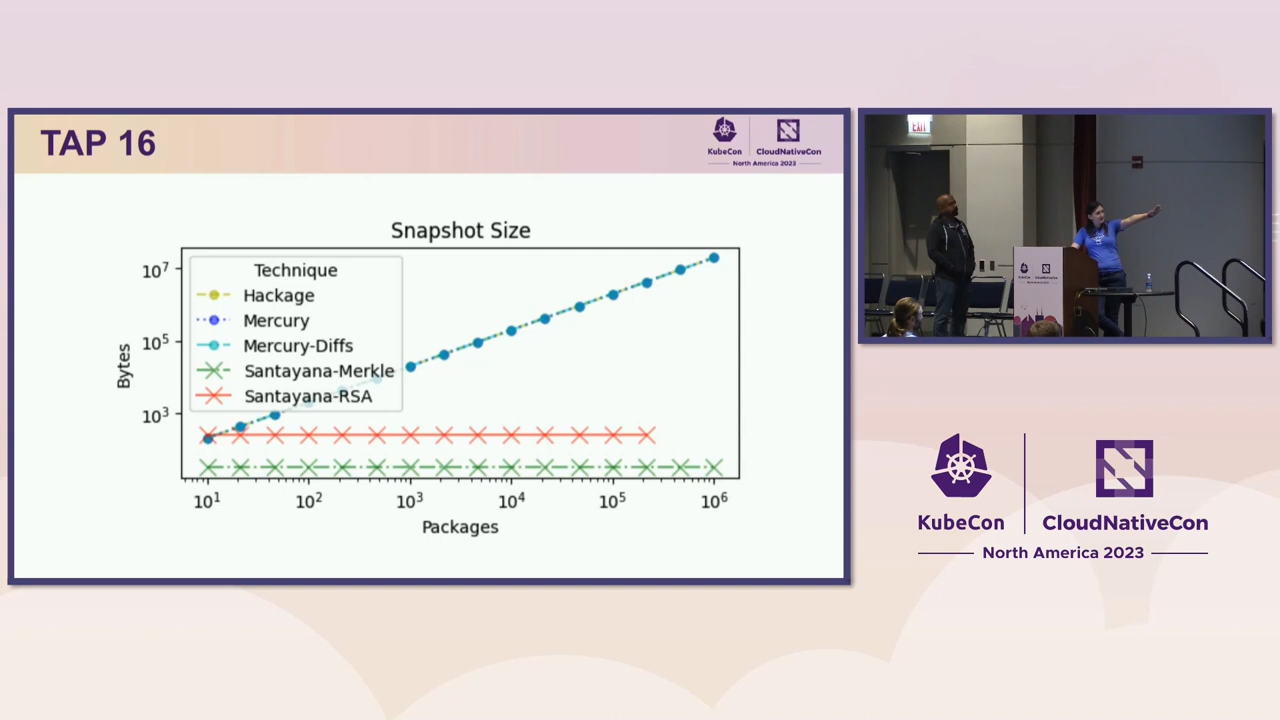 TAP 16
KubeCon
CloudNativeCon
North America 2023
Snapshot Size
Technique
Hackage
Mercury
Mercury-Diffs
Santayana-Merkle
Santayana-RSA
Bytes
10⁷
10⁵
10³
10¹
10²
10³
10⁴
10⁵
10⁶
Packages
EXIT
KubeCon
CloudNativeCon
North America 2023